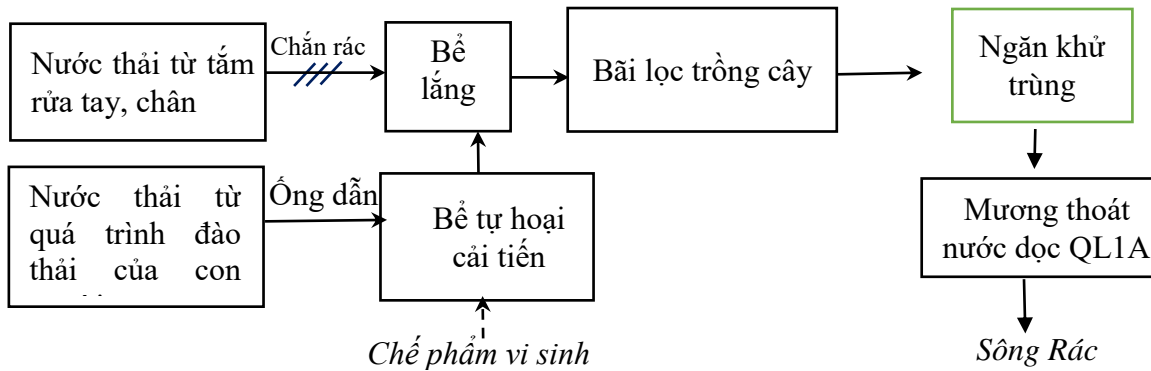 Nước thải từ tắm
rửa tay, chân
Chắn rác
Bể
lắng
Bãi lọc trồng cây
Ngăn khử
trùng
Nước thải từ
quá trình đào
thải của con
Ống dẫn
Bể tự hoại
cải tiến
Mương thoát
nước dọc QL1A
Chế phẩm vi sinh
Sông Rác